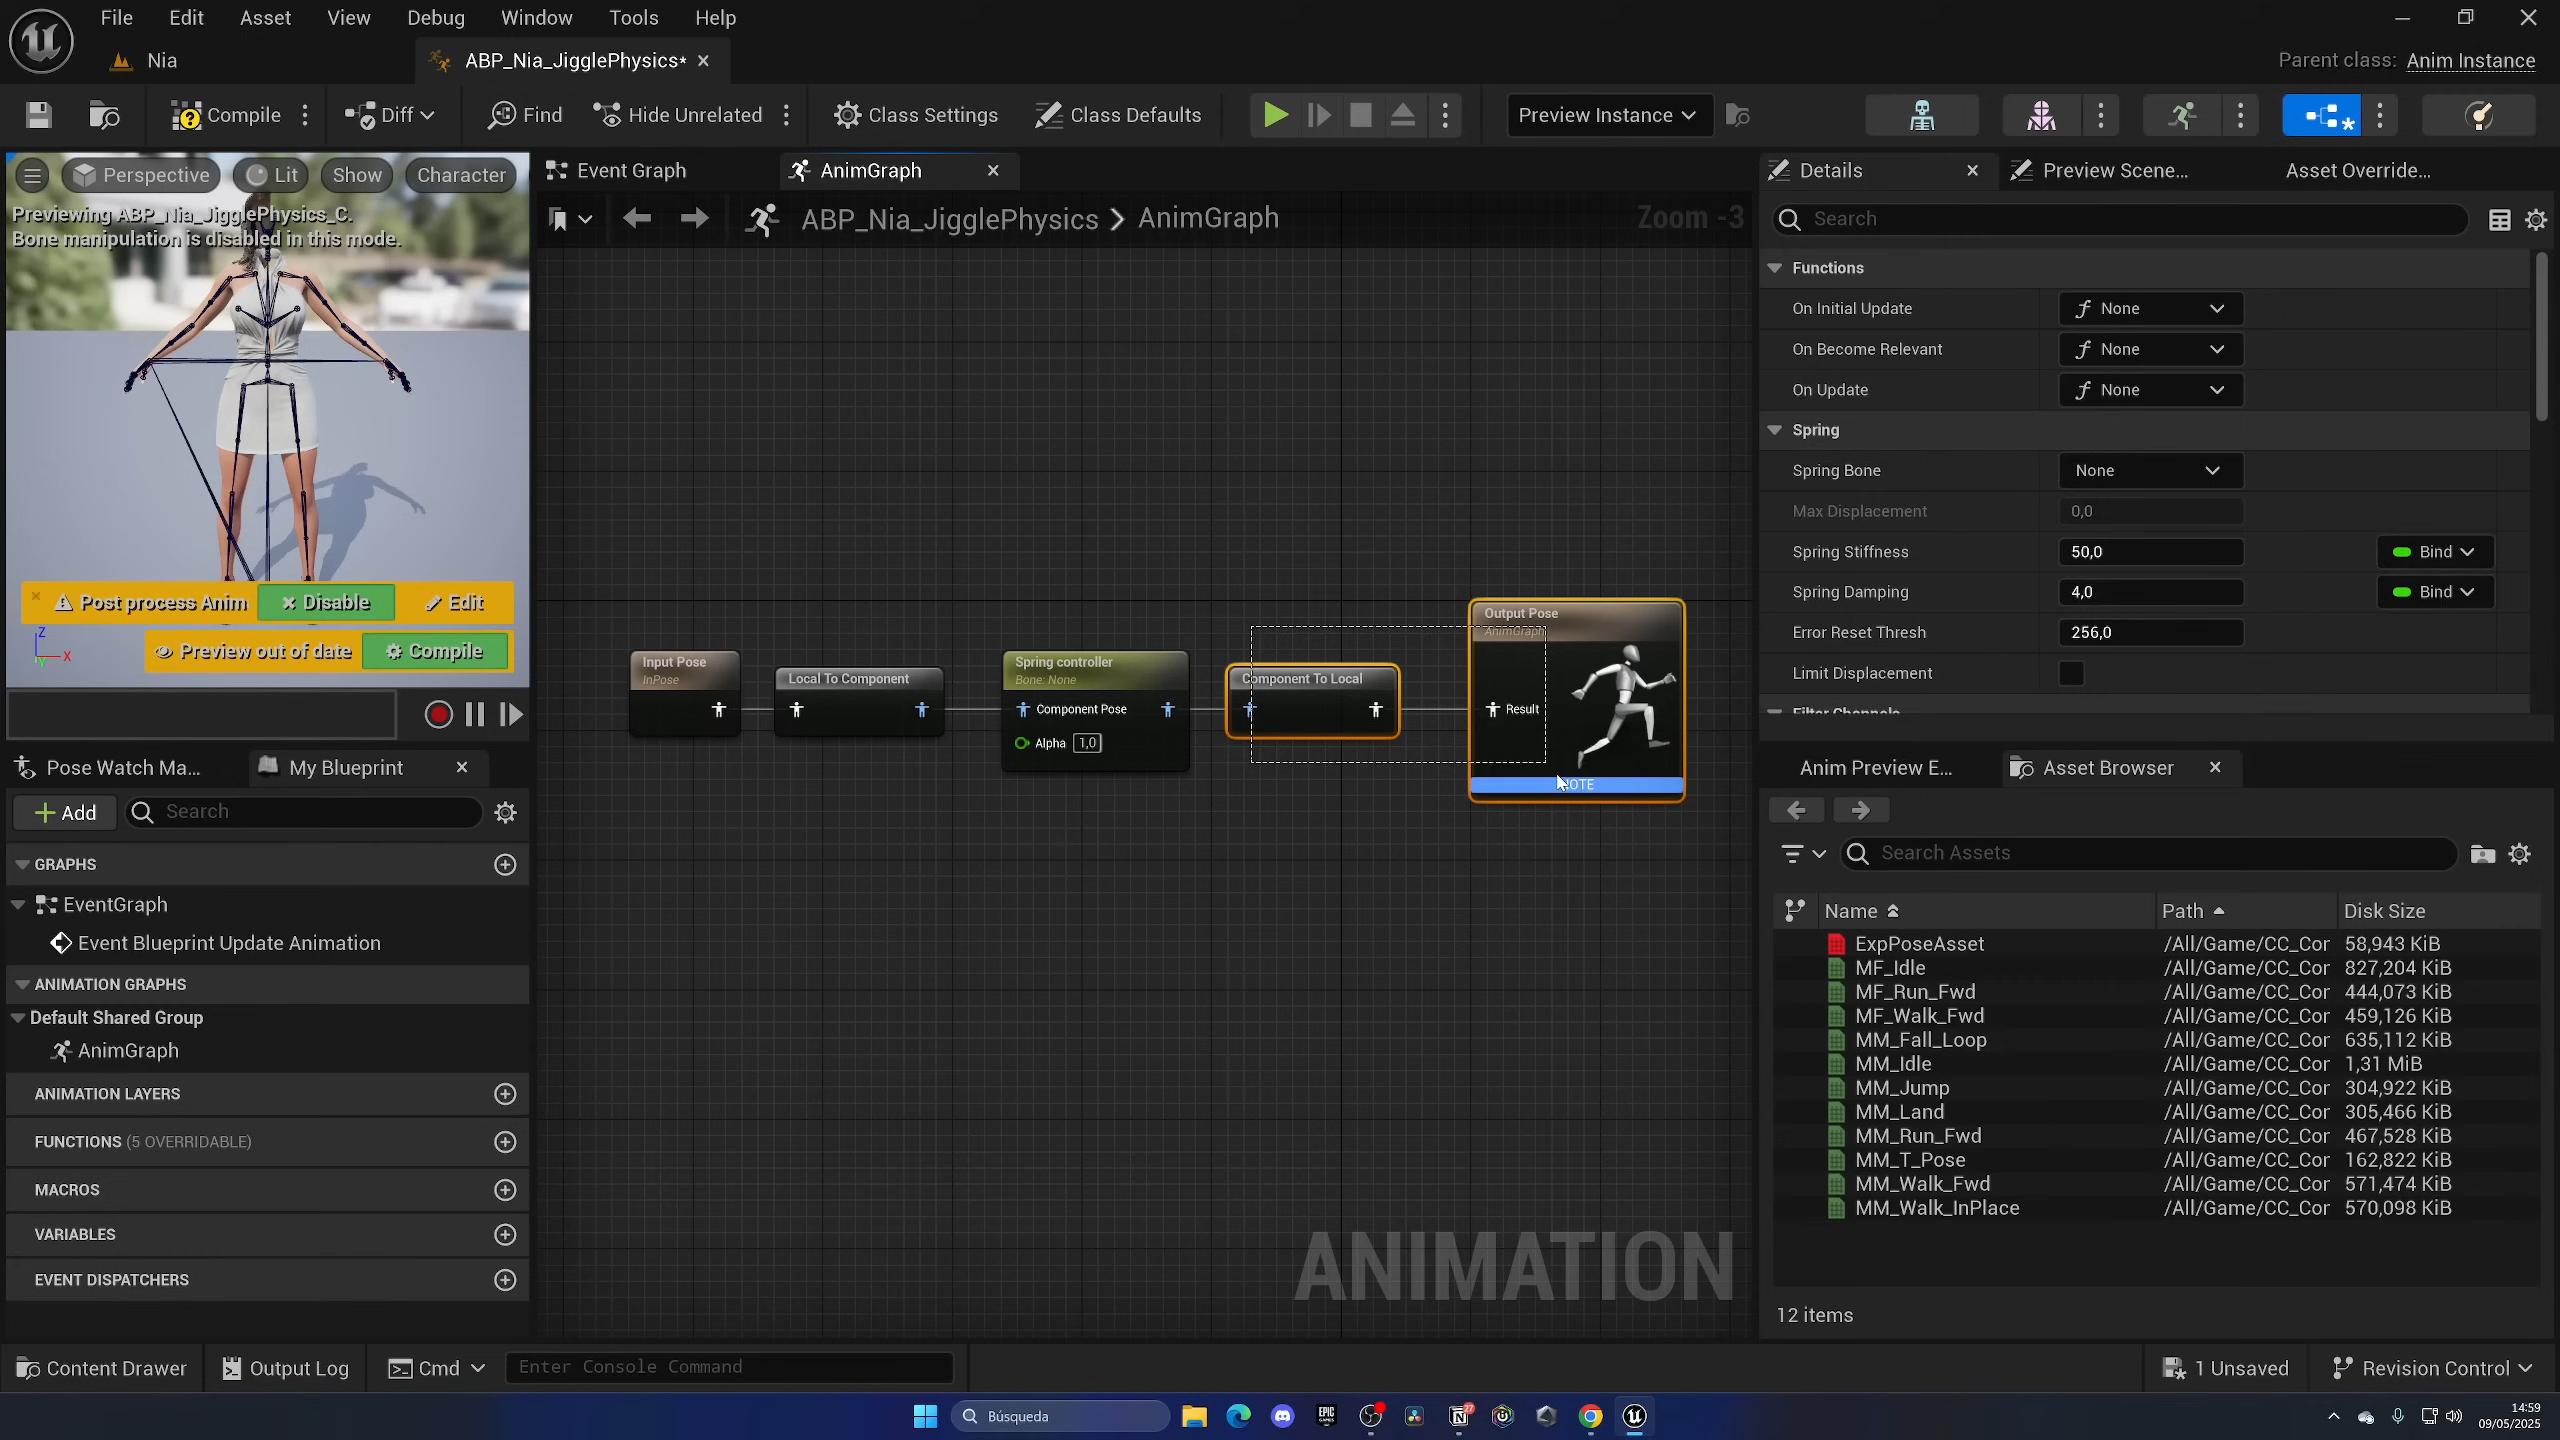 File Edit Asset View Debug Window Tools Help
Nia
ABP_Nia_JigglePhysics*
Parent class: Anim Instance
Compile
Diff
Find
Hide Unrelated
Class Settings
Class Defaults
Preview Instance
Perspective
Lit
Show
Character
Previewing ABP_Nia_JigglePhysics_C.
Bone manipulation is disabled in this mode.
Post process Anim
Disable
Edit
Preview out of date
Compile
Z
X
Y
Event Graph
AnimGraph
ABP_Nia_JigglePhysics > AnimGraph
Zoom -3
Input Pose
InPose
Local To Component
Spring controller
Bone: None
Component Pose
Alpha 1,0
Component To Local
Output Pose
AnimGraph
Result
ANIMATION
Details
Preview Scene...
Asset Override...
Search
Functions
On Initial Update None
On Become Relevant None
On Update None
Spring
Spring Bone None
Max Displacement 0,0
Spring Stiffness 50,0 Bind
Spring Damping 4,0 Bind
Error Reset Thresh 256,0
Limit Displacement
Filter Channels
Pose Watch Ma...
My Blueprint
Add
Search
GRAPHS
EventGraph
Event Blueprint Update Animation
ANIMATION GRAPHS
Default Shared Group
AnimGraph
ANIMATION LAYERS
FUNCTIONS (5 OVERRIDABLE)
MACROS
VARIABLES
EVENT DISPATCHERS
Anim Preview E...
Asset Browser
Search Assets
Name Path Disk Size
ExpPoseAsset /All/Game/CC_Cor 58,943 KiB
MF_Idle /All/Game/CC_Cor 827,204 KiB
MF_Run_Fwd /All/Game/CC_Cor 444,073 KiB
MF_Walk_Fwd /All/Game/CC_Cor 459,126 KiB
MM_Fall_Loop /All/Game/CC_Cor 635,112 KiB
MM_Idle /All/Game/CC_Cor 1,31 MiB
MM_Jump /All/Game/CC_Cor 304,922 KiB
MM_Land /All/Game/CC_Cor 305,466 KiB
MM_Run_Fwd /All/Game/CC_Cor 467,528 KiB
MM_T_Pose /All/Game/CC_Cor 162,822 KiB
MM_Walk_Fwd /All/Game/CC_Cor 571,474 KiB
MM_Walk_InPlace /All/Game/CC_Cor 570,098 KiB
12 items
Content Drawer
Output Log
Cmd
Enter Console Command
1 Unsaved
Revision Control
Búsqueda
EPIC GAMES
27
14:59
09/05/2025